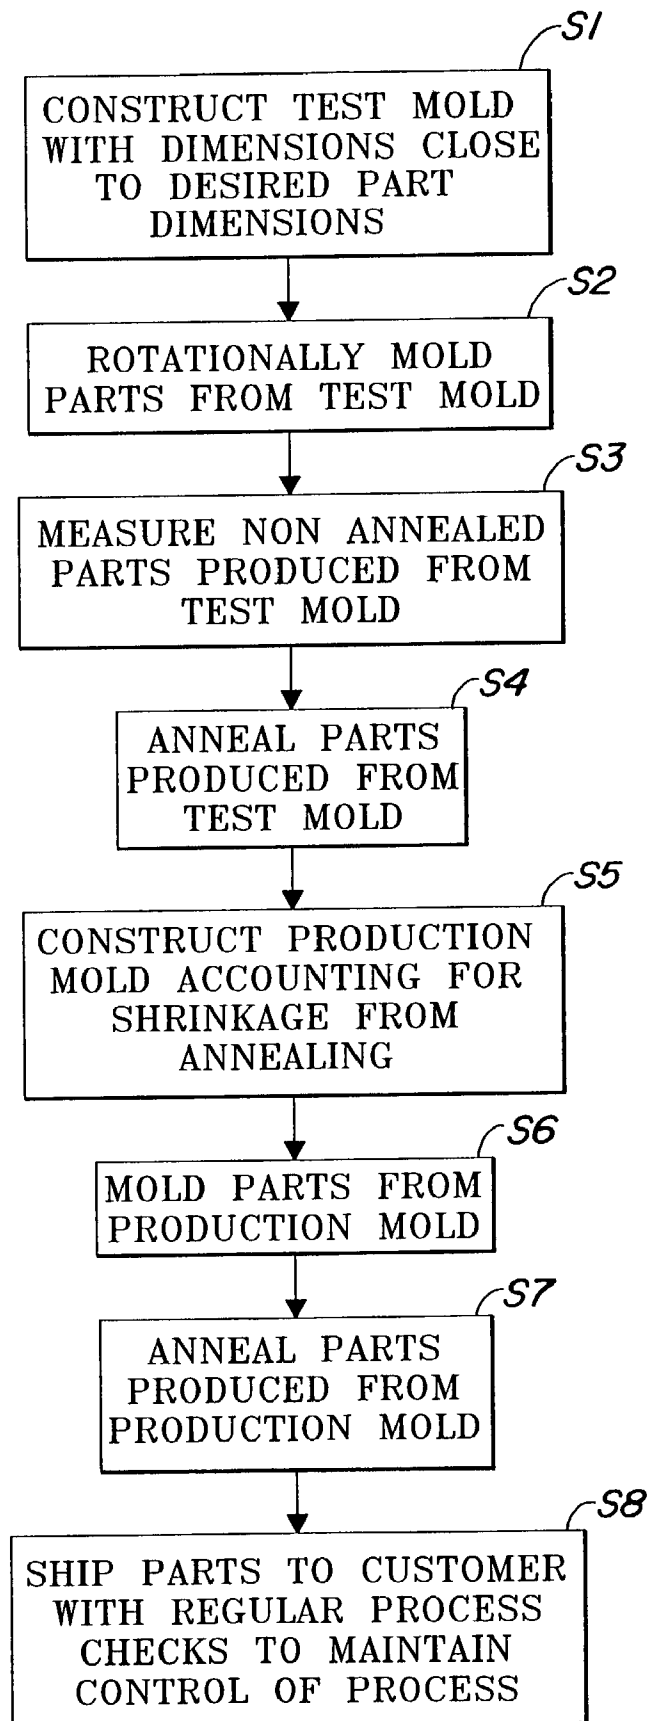 S1
CONSTRUCT TEST MOLD
WITH DIMENSIONS CLOSE
TO DESIRED PART
DIMENSIONS
S2
ROTATIONALLY MOLD
PARTS FROM TEST MOLD
S3
MEASURE NON ANNEALED
PARTS PRODUCED FROM
TEST MOLD
S4
ANNEAL PARTS
PRODUCED FROM
TEST MOLD
S5
CONSTRUCT PRODUCTION
MOLD ACCOUNTING FOR
SHRINKAGE FROM
ANNEALING
S6
MOLD PARTS FROM
PRODUCTION MOLD
S7
ANNEAL PARTS
PRODUCED FROM
PRODUCTION MOLD
S8
SHIP PARTS TO CUSTOMER
WITH REGULAR PROCESS
CHECKS TO MAINTAIN
CONTROL OF PROCESS